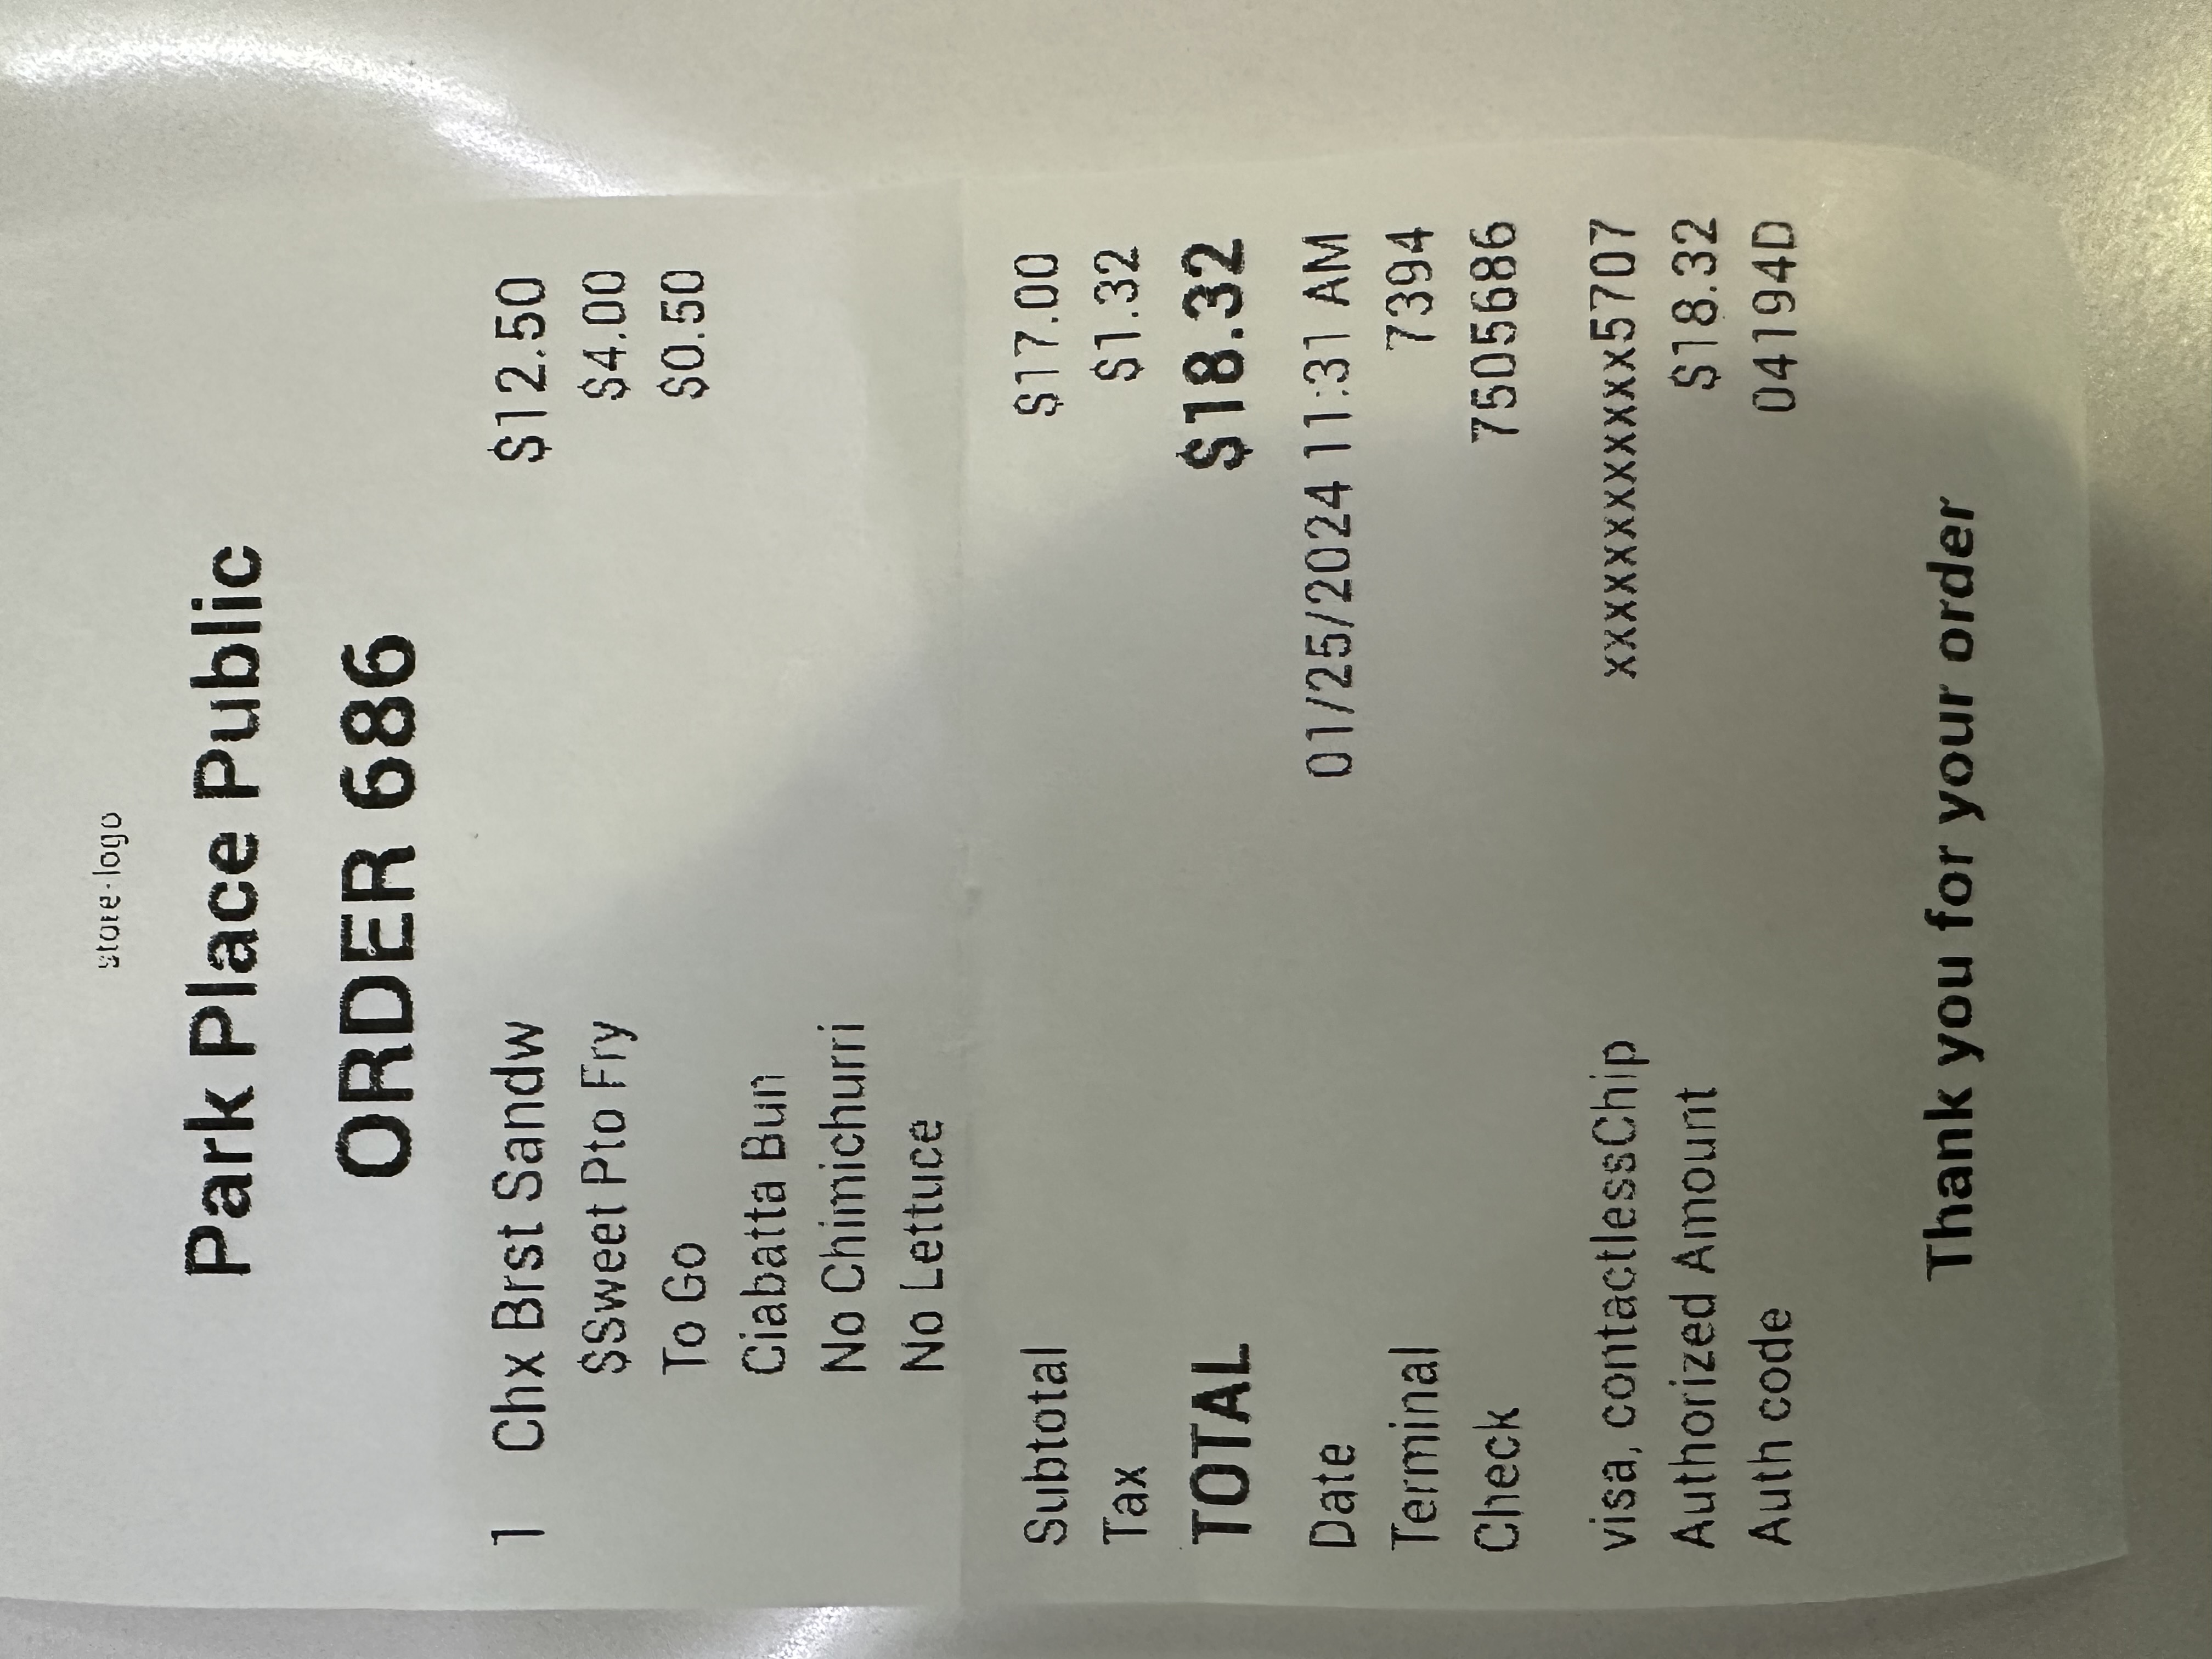 store-logo
Park Place Public
ORDER 686
1 Chx Brst Sandw $12.50
$Sweet Pto Fry $4.00
To Go $0.50
Ciabatta Bun
No Chimichurri
No Lettuce
Subtotal $17.00
Tax $1.32
TOTAL $18.32
Date 01/25/2024 11:31 AM
Terminal 7394
Check 7505686
visa, contactlessChip xxxxxxxxxxxx5707
Authorized Amount $18.32
Auth code 04194D
Thank you for your order